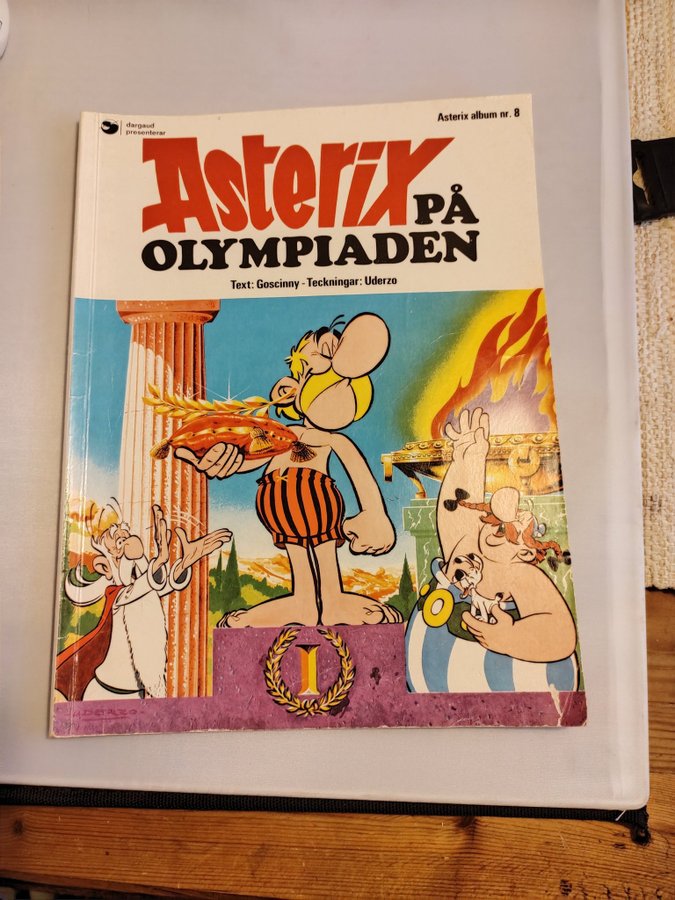 dargaud
presenterar
Asterix album nr. 8
Asterix PÅ
OLYMPIADEN
Text: Goscinny - Teckningar: Uderzo
I
UDERZO